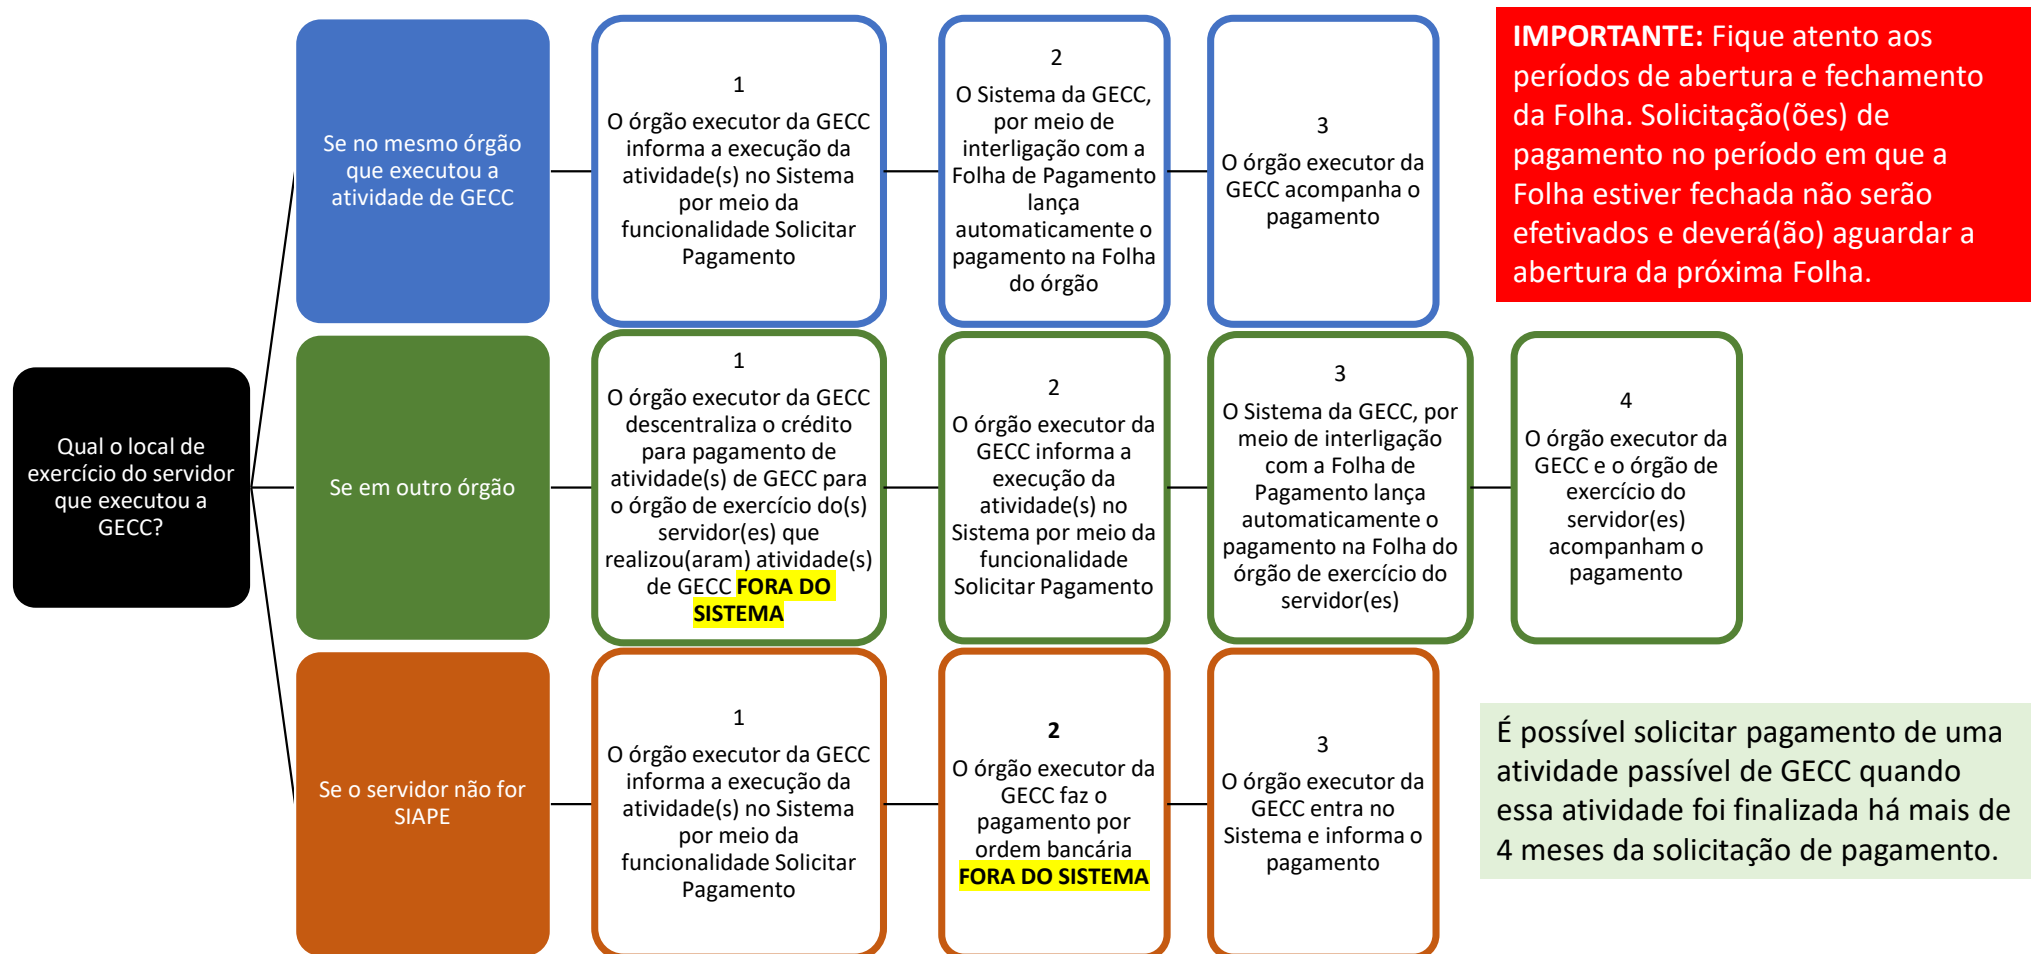 Qual o local de
exercício do servidor
que executou a
GECC?
Se no mesmo órgão
que executou a
atividade de GECC
1
O órgão executor da GECC
informa a execução da
atividade(s) no Sistema
por meio da
funcionalidade Solicitar
Pagamento
2
O Sistema da GECC,
por meio de
interligação com a
Folha de Pagamento
lança
automaticamente o
pagamento na Folha
do órgão
3
O órgão executor da
GECC acompanha o
pagamento
IMPORTANTE: Fique atento aos
períodos de abertura e fechamento
da Folha. Solicitação(ões) de
pagamento no período em que a
Folha estiver fechada não serão
efetivados e deverá(ão) aguardar a
abertura da próxima Folha.
Se em outro órgão
1
O órgão executor da GECC
descentraliza o crédito
para pagamento de
atividade(s) de GECC para
o órgão de exercício do(s)
servidor(es) que
realizou(aram) atividade(s)
de GECC FORA DO
SISTEMA
2
O órgão executor da
GECC informa a
execução da
atividade(s) no
Sistema por meio da
funcionalidade
Solicitar Pagamento
3
O Sistema da GECC, por
meio de interligação
com a Folha de
Pagamento lança
automaticamente o
pagamento na Folha do
órgão de exercício do
servidor(es)
4
O órgão executor da
GECC e o órgão de
exercício do
servidor(es)
acompanham o
pagamento
Se o servidor não for
SIAPE
1
O órgão executor da GECC
informa a execução da
atividade(s) no Sistema
por meio da
funcionalidade Solicitar
Pagamento
2
O órgão executor da
GECC faz o
pagamento por
ordem bancária
FORA DO SISTEMA
3
O órgão executor da
GECC entra no
Sistema e informa o
pagamento
É possível solicitar pagamento de uma
atividade passível de GECC quando
essa atividade foi finalizada há mais de
4 meses da solicitação de pagamento.